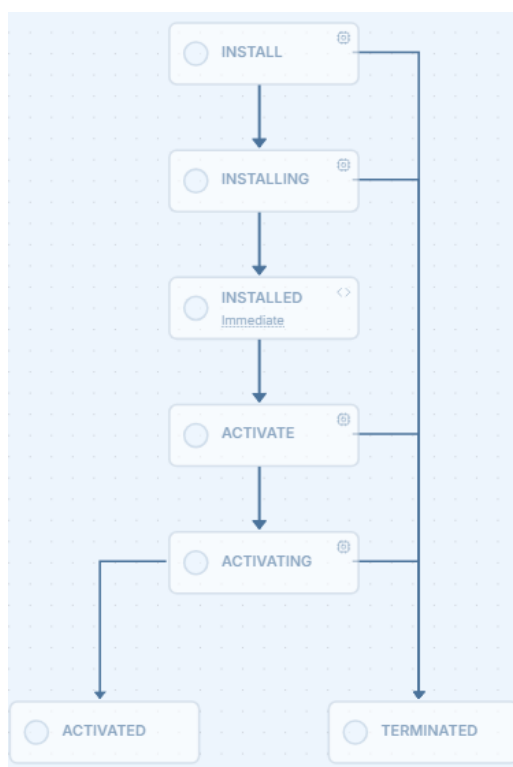 INSTALL
INSTALLING
INSTALLED
Immediate
ACTIVATE
ACTIVATING
ACTIVATED
TERMINATED